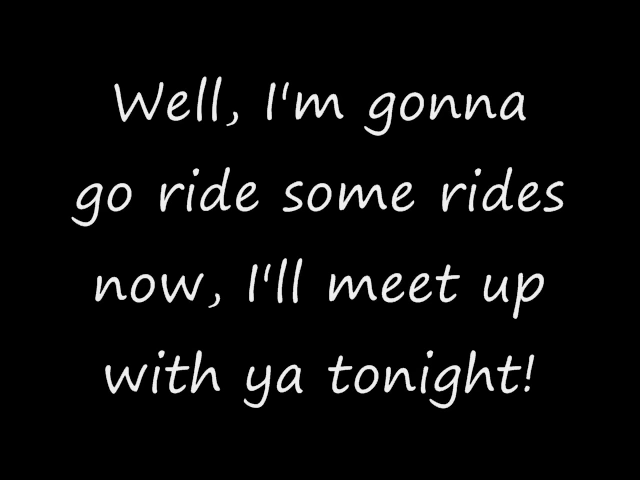 Well, I'm gonna
go ride some rides
now, I'll meet up
with ya tonight!